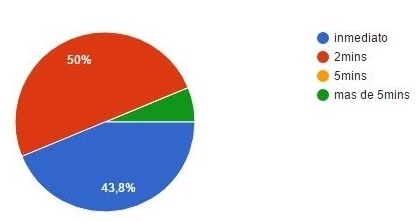 50%
43,8%
inmediato
2mins
5mins
mas de 5mins